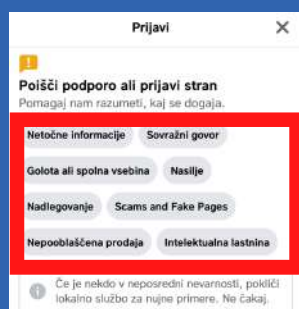 Prijavi
Poišči podporo ali prijavi stran
Pomagaj nam razumeti, kaj se dogaja.
Netočne informacije Sovražni govor
Golota ali spolna vsebina Nasilje
Nadlegovanje Scams and Fake Pages
Nepooblaščena prodaja Intelektualna lastnina
Če je nekdo v neposredni nevarnosti, pokliči
lokalno službo za nujne primere. Ne čakaj.